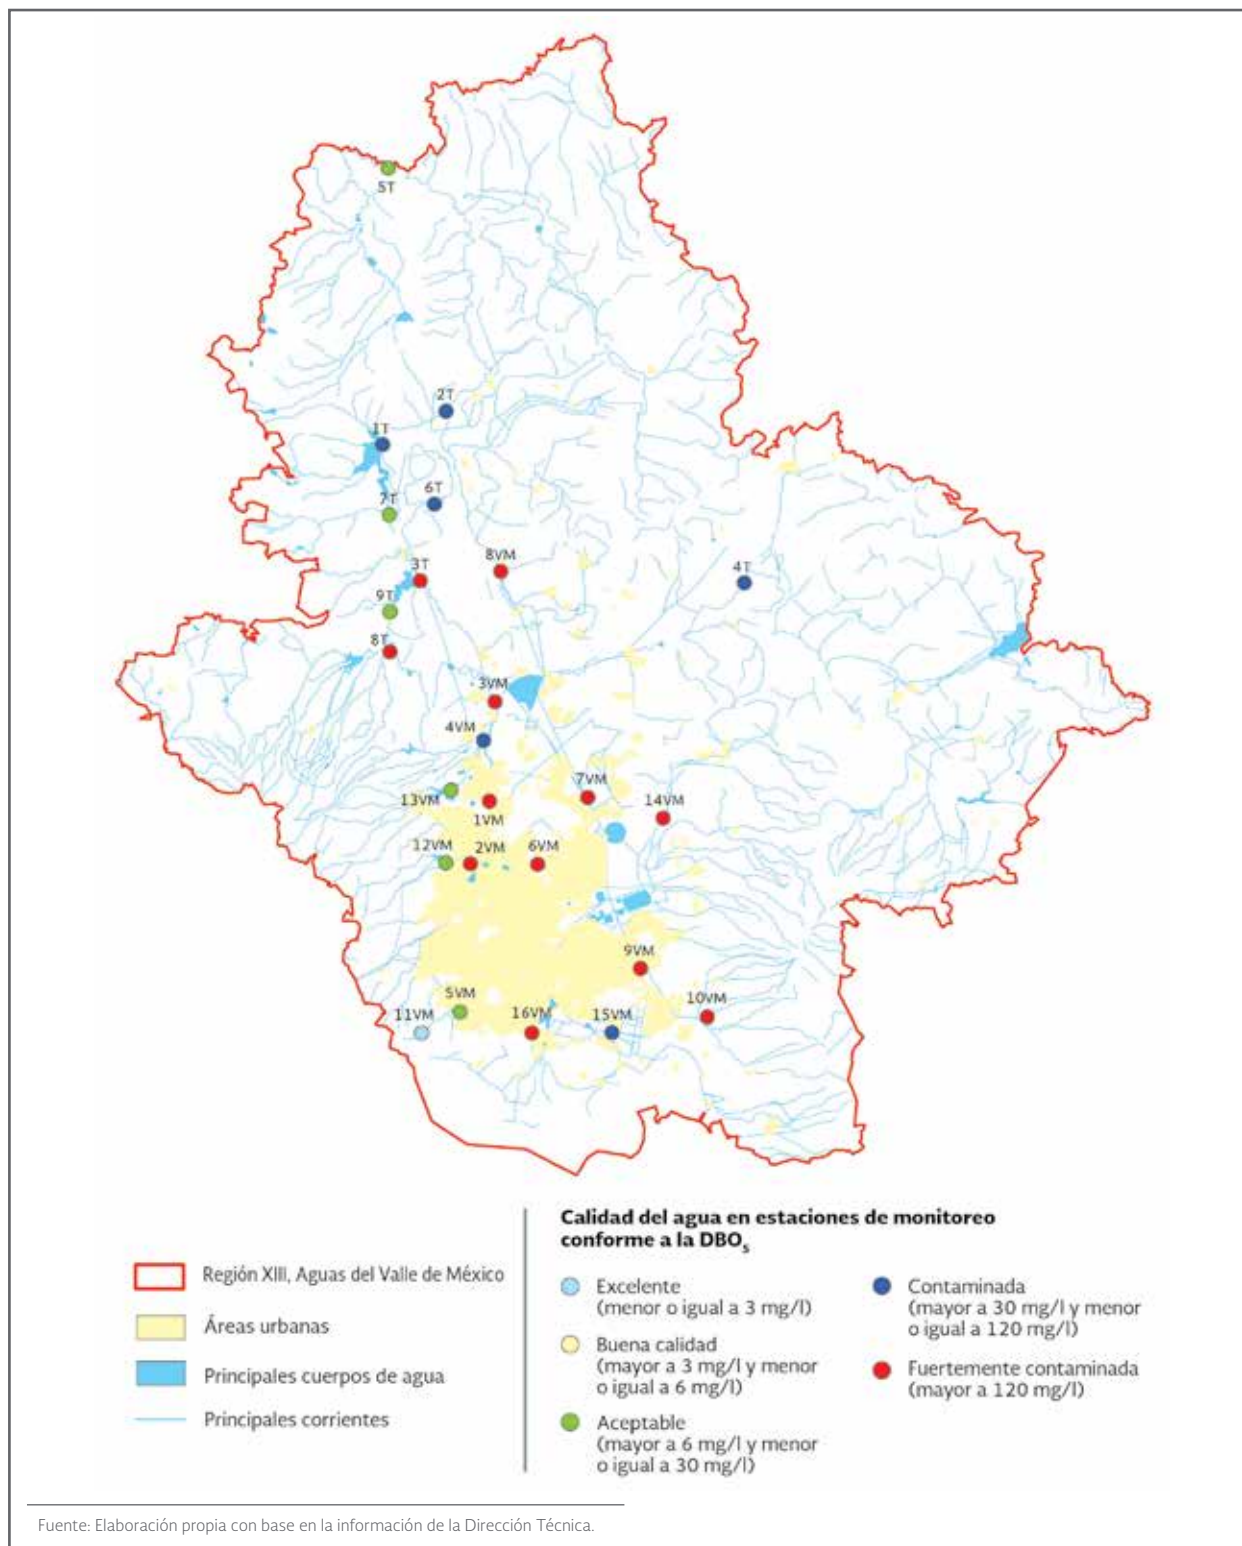 5T
2T
1T
6T
7T
8VM
3T
4T
9T
8T
3VM
4VM
7VM
13VM
14VM
1VM
12VM
2VM
6VM
9VM
5VM
10VM
11VM
16VM
15VM
Región XIII, Aguas del Valle de México
Áreas urbanas
Principales cuerpos de agua
Principales corrientes
Calidad del agua en estaciones de monitoreo
conforme a la DBO5
Excelente
(menor o igual a 3 mg/l)
Buena calidad
(mayor a 3 mg/l y menor
o igual a 6 mg/l)
Aceptable
(mayor a 6 mg/l y menor
o igual a 30 mg/l)
Contaminada
(mayor a 30 mg/l y menor
o igual a 120 mg/l)
Fuertemente contaminada
(mayor a 120 mg/l)
Fuente: Elaboración propia con base en la información de la Dirección Técnica.